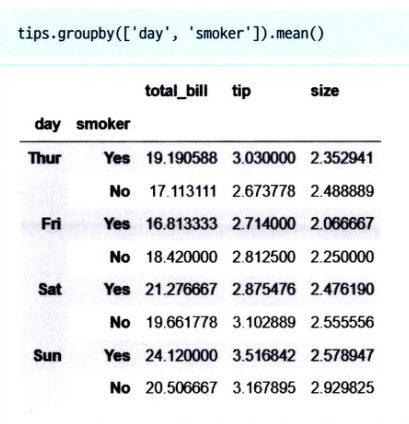 tips.groupby(['day', 'smoker']).mean()
total_bill tip size
day smoker
Thur Yes 19.190588 3.030000 2.352941
No 17.113111 2.673778 2.488889
Fri Yes 16.813333 2.714000 2.066667
No 18.420000 2.812500 2.250000
Sat Yes 21.276667 2.875476 2.476190
No 19.661778 3.102889 2.555556
Sun Yes 24.120000 3.516842 2.578947
No 20.506667 3.167895 2.929825